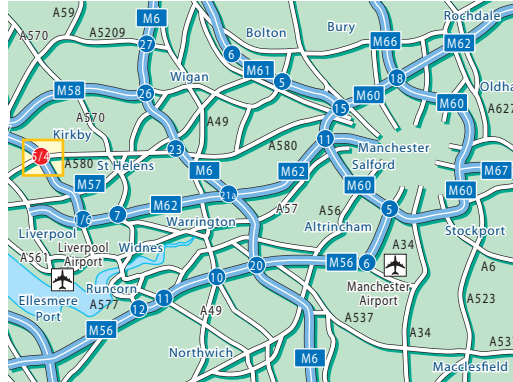 A59
M6
Rochdale
A570
A5209
Bolton
Bury
27
6
M66
M62
M61
5
18
Wigan
M58
26
15
M60
M60
A49
A570
A627
Kirkby
11
Manchester
23
A580
Salford
5/4
A580
St Helens
M6
M62
M67
M57
M60
M60
21a
M62
A57
A56
5
1/6
7
Warrington
Altrincham
Stockport
Liverpool
Liverpool
Airport
Widnes
A34
A561
20
M56
6
A6
10
Manchester
Airport
Runcorn
Ellesmere
Port
A577
11
A523
12
A49
A537
M56
A34
Northwich
M6
Macclesfield